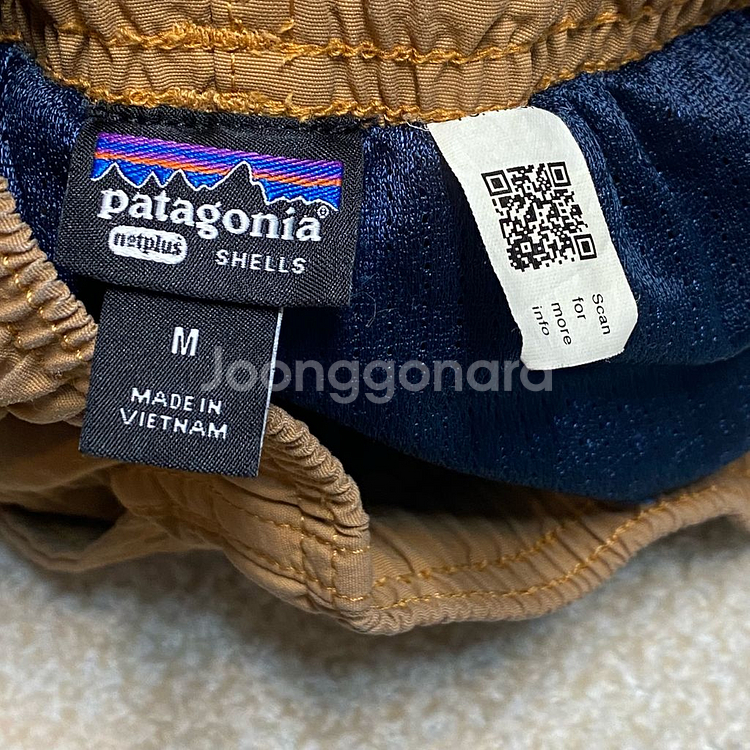 patagonia®
netplus
SHELLS
M
MADE IN
VIETNAM
Scan
for
more
info
Joonggonara